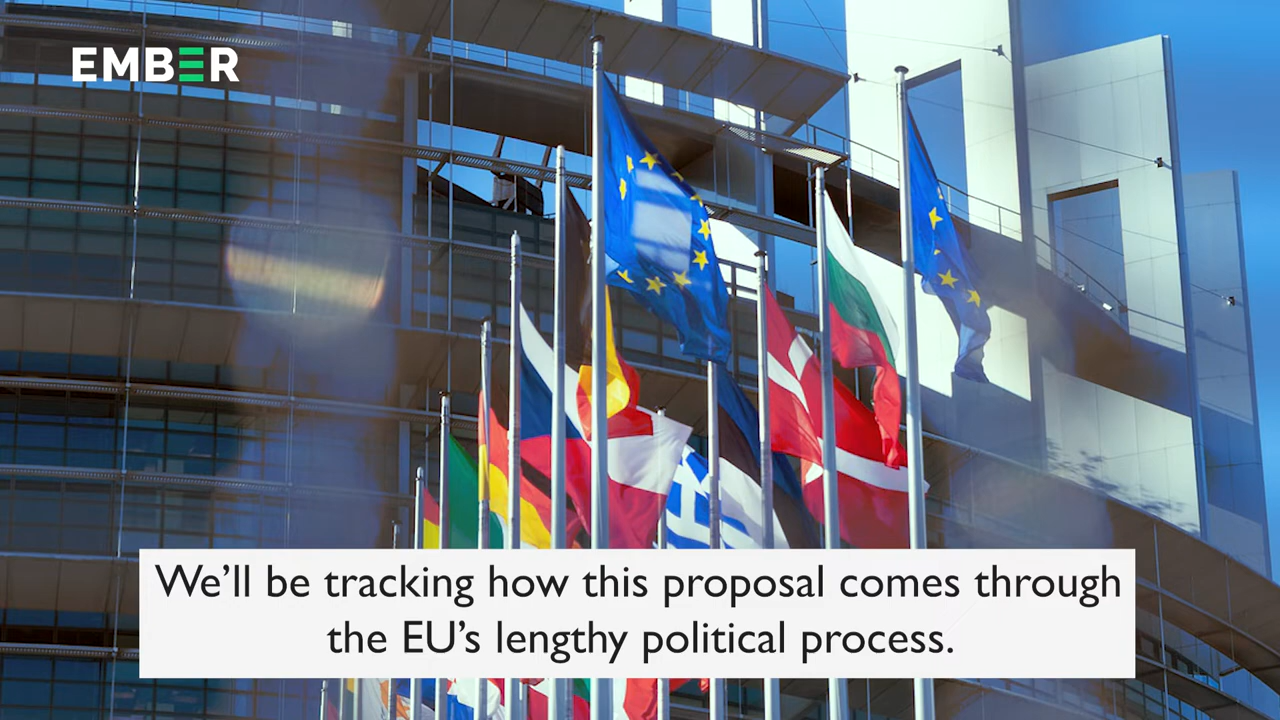 EMBER
We’ll be tracking how this proposal comes through
the EU’s lengthy political process.